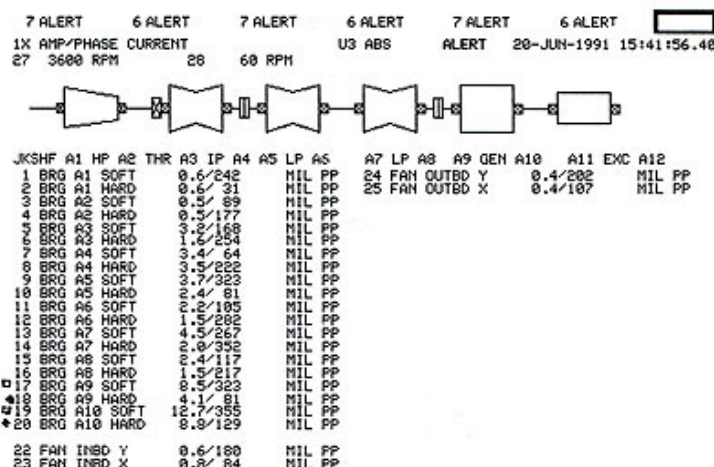 7 ALERT 6 ALERT 7 ALERT 6 ALERT 7 ALERT 6 ALERT
1X AMP/PHASE CURRENT U3 ABS ALERT 20-JUN-1991 15:41:56.40
27 3600 RPM 28 60 RPM
JKSHF A1 HP A2 THR A3 IP A4 A5 LP A6 A7 LP A8 A9 GEN A10 A11 EXC A12
1 BRG A1 SOFT 0.6/242 MIL PP 24 FAN OUTBD Y 0.4/202 MIL PP
2 BRG A1 HARD 0.6/ 31 MIL PP 25 FAN OUTBD X 0.4/107 MIL PP
3 BRG A2 SOFT 0.5/ 89 MIL PP
4 BRG A2 HARD 0.5/177 MIL PP
5 BRG A3 SOFT 3.2/168 MIL PP
6 BRG A3 HARD 1.6/254 MIL PP
7 BRG A4 SOFT 3.4/ 64 MIL PP
8 BRG A4 HARD 3.5/222 MIL PP
9 BRG A5 SOFT 3.7/323 MIL PP
10 BRG A5 HARD 2.4/ 81 MIL PP
11 BRG A6 SOFT 2.2/105 MIL PP
12 BRG A6 HARD 1.5/282 MIL PP
13 BRG A7 SOFT 4.5/267 MIL PP
14 BRG A7 HARD 2.0/352 MIL PP
15 BRG A8 SOFT 2.4/117 MIL PP
16 BRG A8 HARD 1.5/217 MIL PP
17 BRG A9 SOFT 8.5/323 MIL PP
18 BRG A9 HARD 4.1/ 81 MIL PP
19 BRG A10 SOFT 12.7/355 MIL PP
20 BRG A10 HARD 8.8/129 MIL PP
22 FAN INBD Y 0.6/180 MIL PP
23 FAN INBD X 0.8/ 84 MIL PP